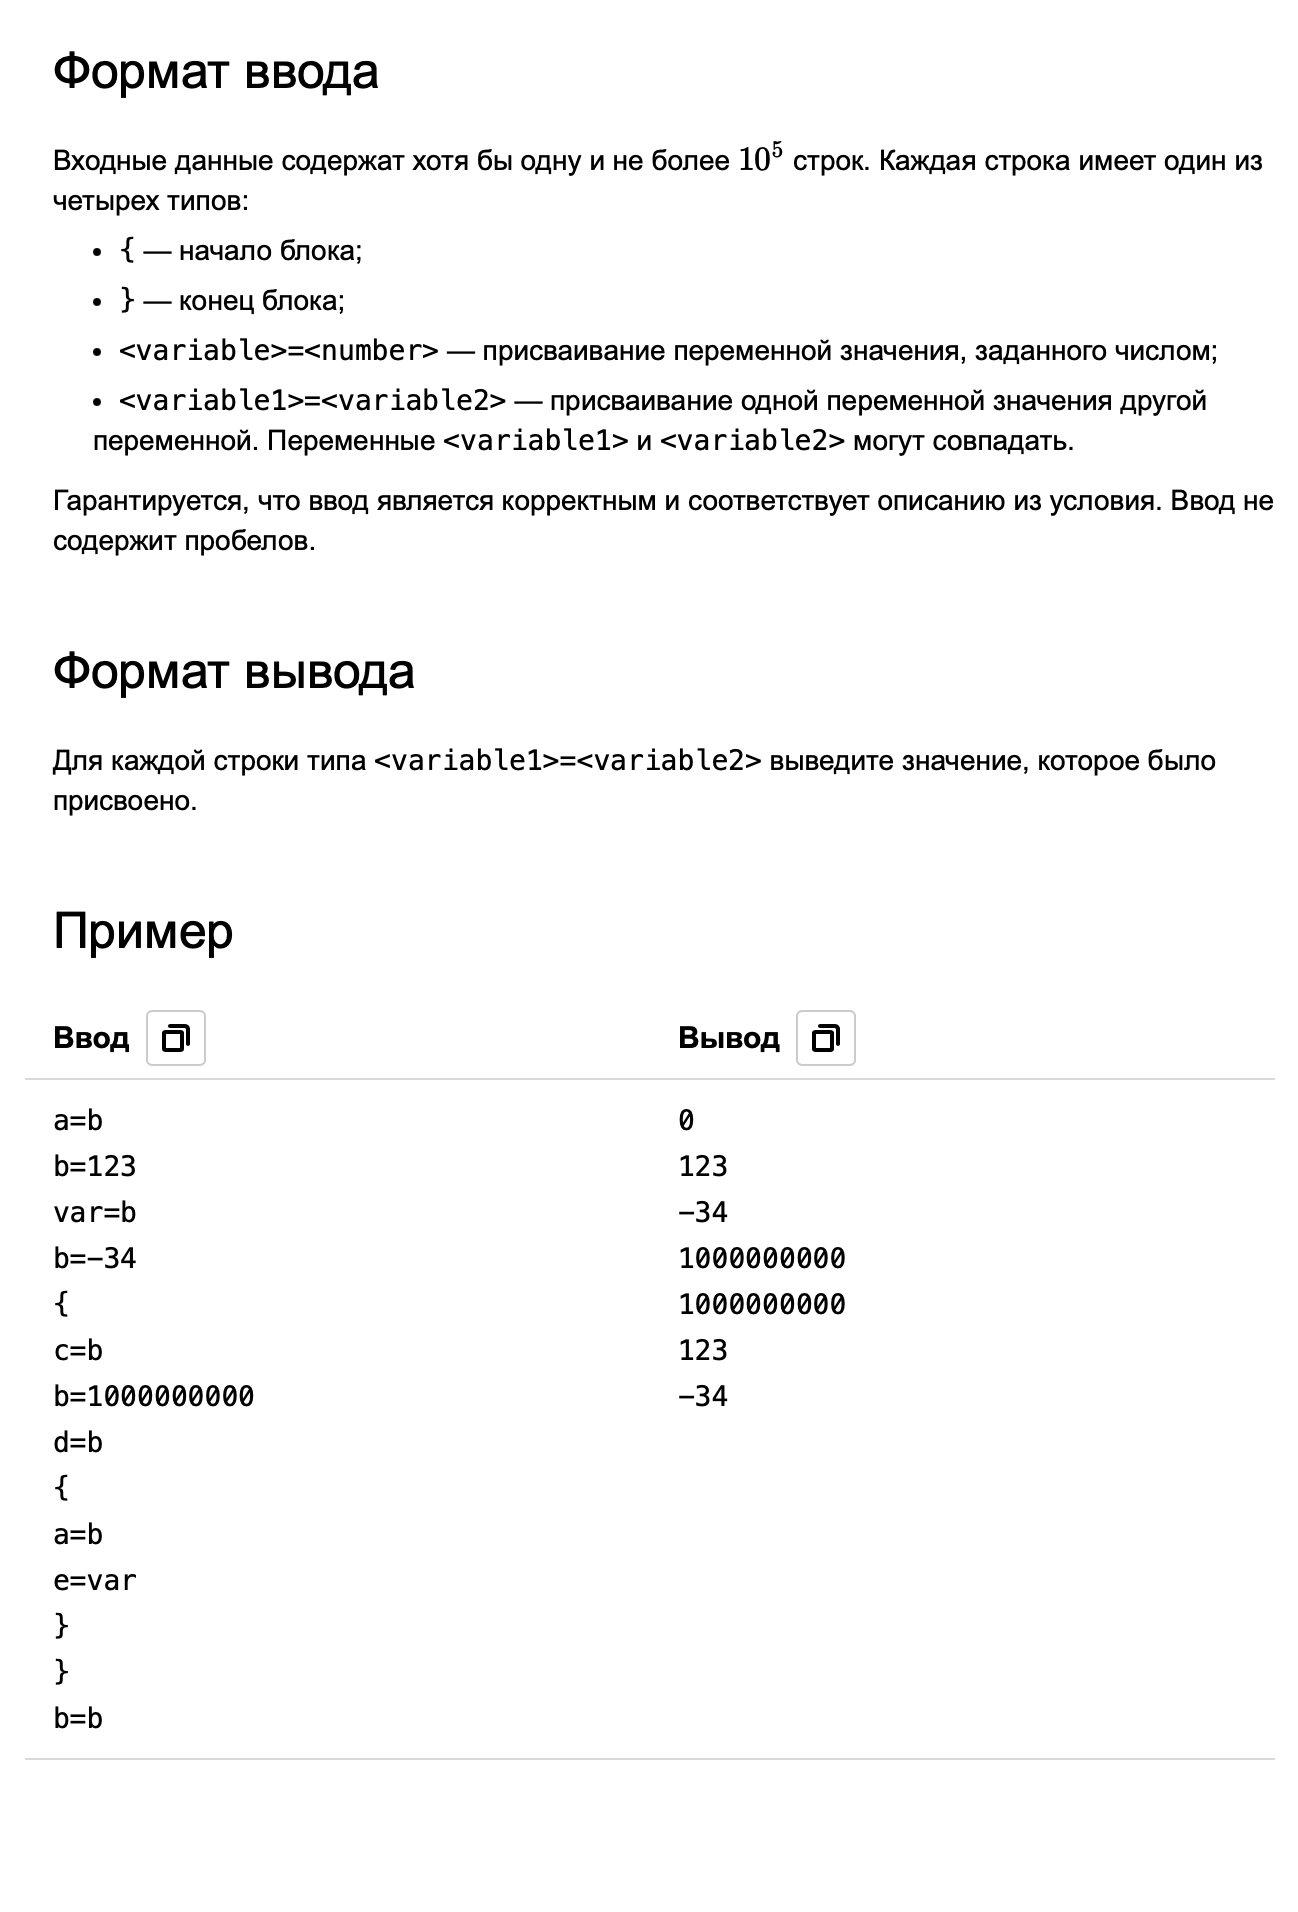 Формат ввода
Входные данные содержат хотя бы одну и не более 10^5 строк. Каждая строка имеет один из
четырех типов:
• { — начало блока;
• } — конец блока;
• <variable>=<number> — присваивание переменной значения, заданного числом;
• <variable1>=<variable2> — присваивание одной переменной значения другой
переменной. Переменные <variable1> и <variable2> могут совпадать.
Гарантируется, что ввод является корректным и соответствует описанию из условия. Ввод не
содержит пробелов.
Формат вывода
Для каждой строки типа <variable1>=<variable2> выведите значение, которое было
присвоено.
Пример
Ввод
a=b
b=123
var=b
b=-34
{
c=b
b=1000000000
d=b
{
a=b
e=var
}
}
b=b
Вывод
0
123
-34
1000000000
1000000000
123
-34